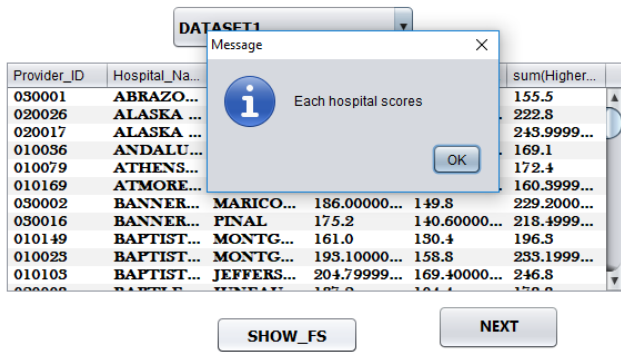 DATASET1
Message
Each hospital scores
OK
Provider_ID Hospital_Na... sum(Higher...
030001 ABRAZO... 155.5
020026 ALASKA ... 222.8
020017 ALASKA ... 243.9999...
010036 ANDALU... 169.1
010079 ATHENS... 172.4
010169 ATMORE... 160.3999...
030002 BANNER... MARICO... 186.00000... 149.8 229.2000...
030016 BANNER... PINAL 175.2 140.60000... 218.4999...
010149 BAPTIST... MONTG... 161.0 130.4 196.3
010023 BAPTIST... MONTG... 193.10000... 158.8 233.1999...
010103 BAPTIST... JEFFERS... 204.79999... 169.40000... 246.8
SHOW_FS
NEXT